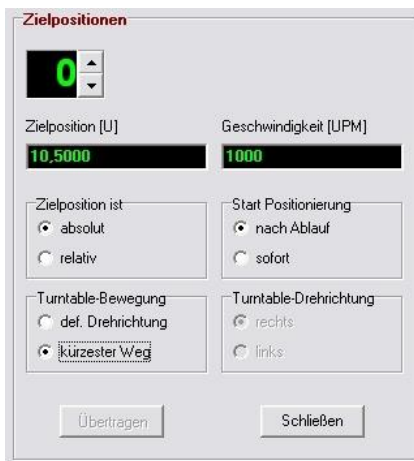 Zielpositionen
0
Zielposition [U] Geschwindigkeit [UPM]
10,5000 1000
Zielposition ist Start Positionierung
absolut nach Ablauf
relativ sofort
Turntable-Bewegung Turntable-Drehrichtung
def. Drehrichtung rechts
kürzester Weg links
Übertragen Schließen